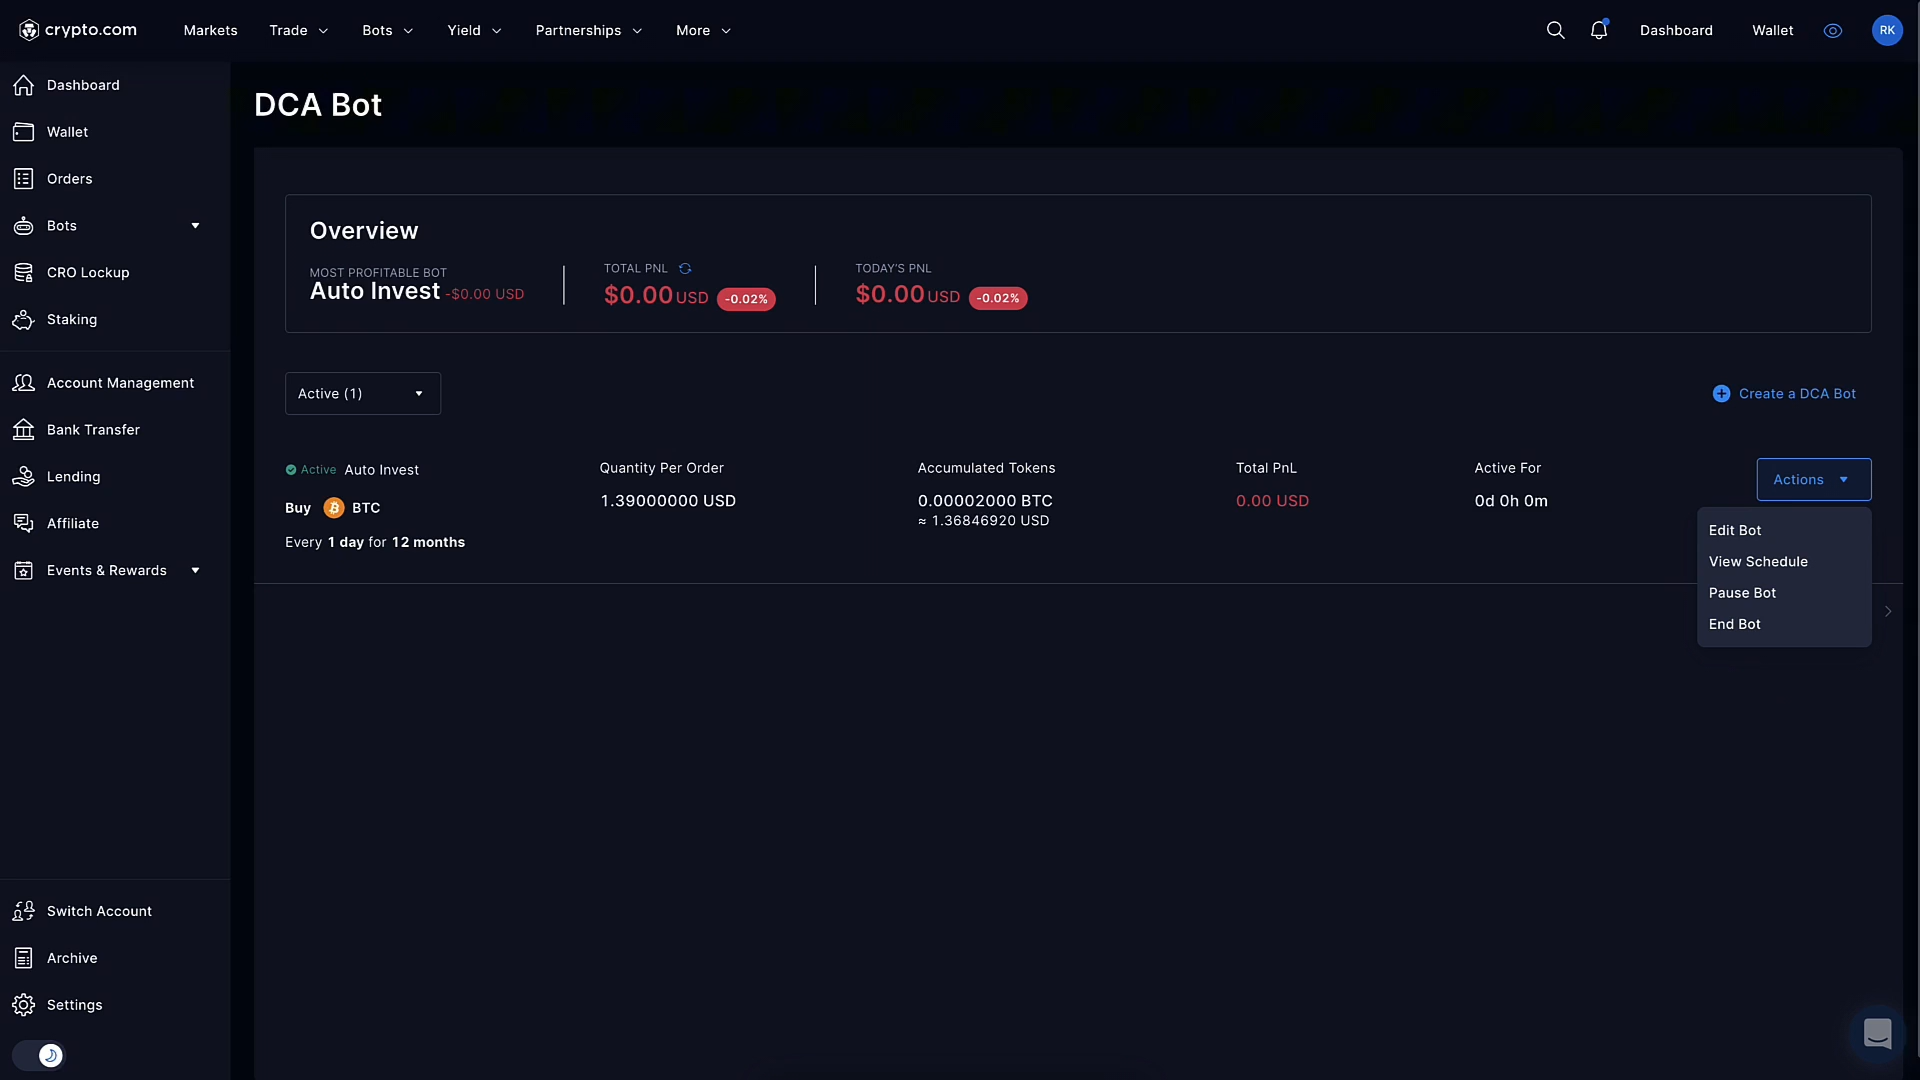 crypto.com
Markets Trade Bots Yield Partnerships More Dashboard Wallet RK
Dashboard
Wallet
Orders
Bots
CRO Lockup
Staking
Account Management
Bank Transfer
Lending
Affiliate
Events & Rewards
Switch Account
Archive
Settings
DCA Bot
Overview
MOST PROFITABLE BOT
Auto Invest -$0.00 USD
TOTAL PNL
$0.00 USD -0.02%
TODAY'S PNL
$0.00 USD -0.02%
Active (1)
Create a DCA Bot
Active Auto Invest
Buy BTC
Every 1 day for 12 months
Quantity Per Order
1.39000000 USD
Accumulated Tokens
0.00002000 BTC
≈ 1.36846920 USD
Total PnL
0.00 USD
Active For
0d 0h 0m
Actions
Edit Bot
View Schedule
Pause Bot
End Bot